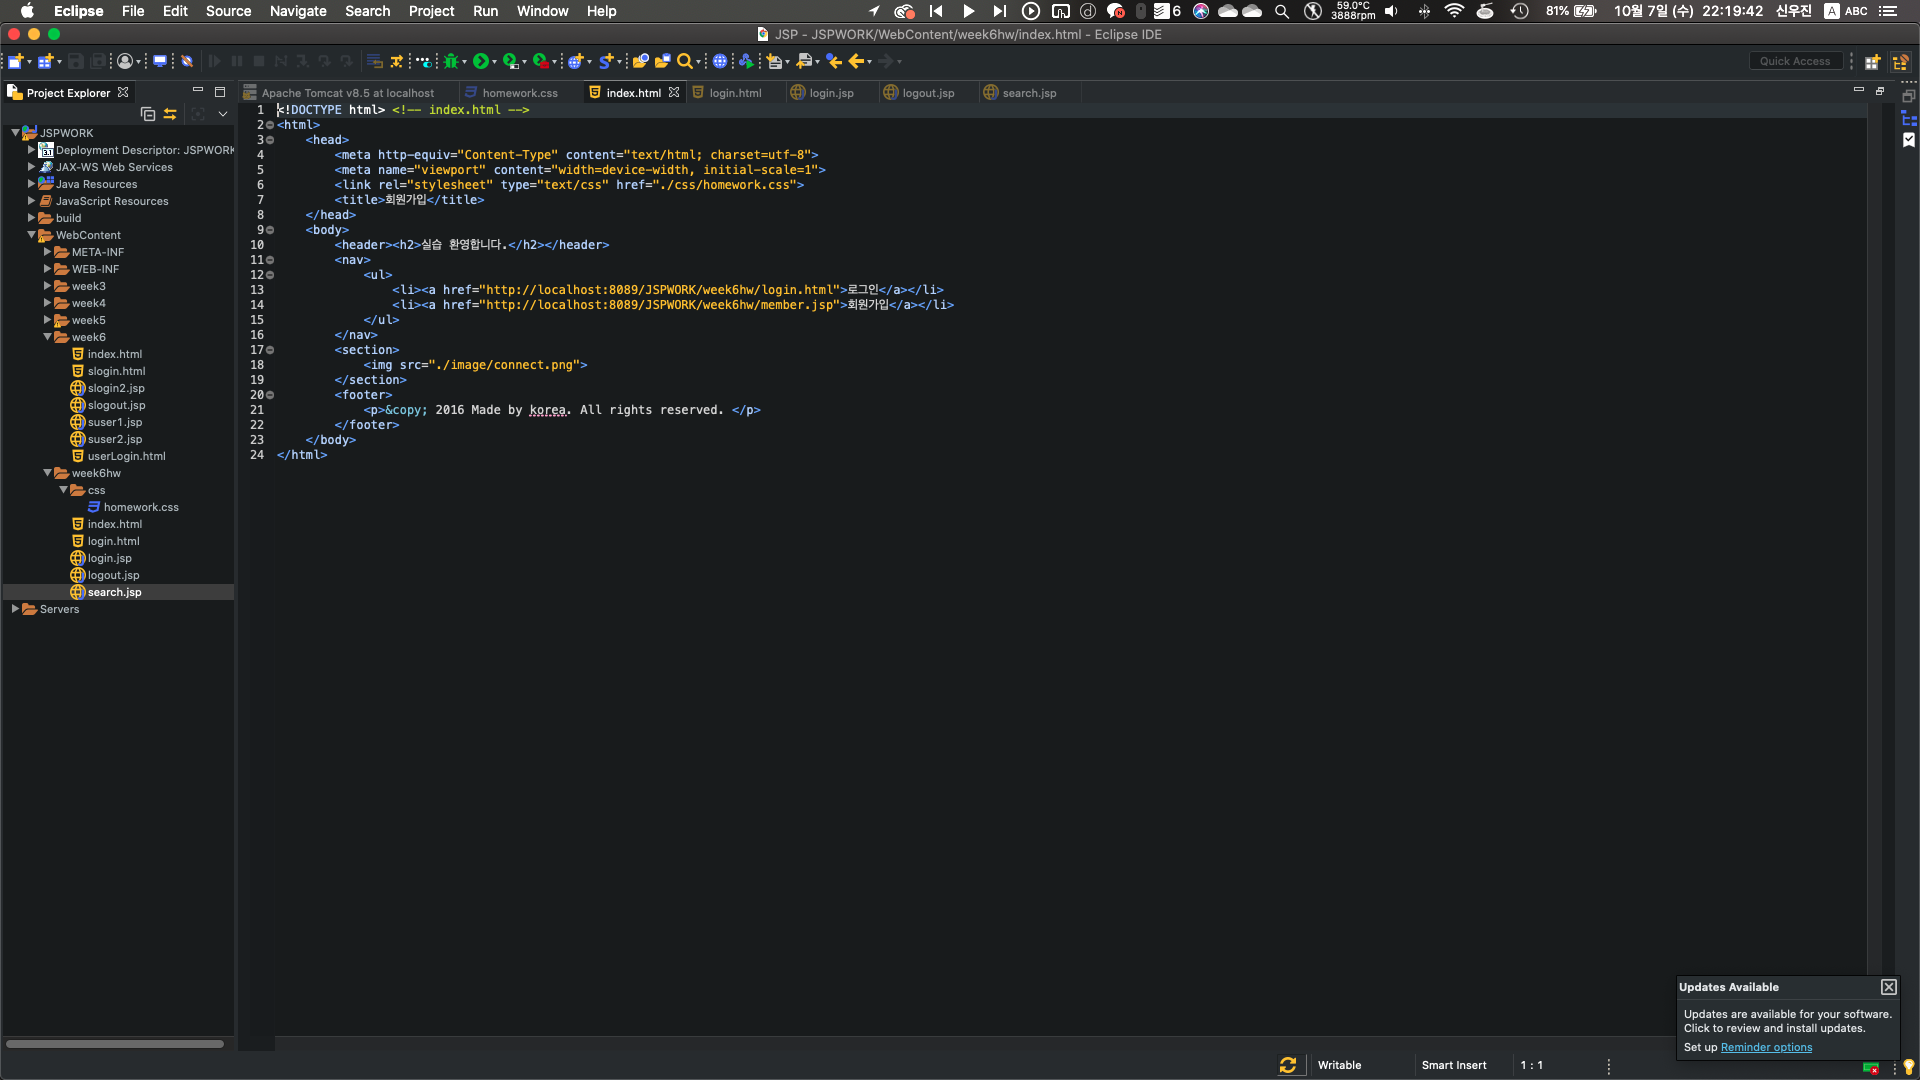 Eclipse File Edit Source Navigate Search Project Run Window Help
6 59.0°C 3888rpm 81% 10월 7일 (수) 22:19:42 신우진 A ABC
JSP - JSPWORK/WebContent/week6hw/index.html - Eclipse IDE
Quick Access
Project Explorer
Apache Tomcat v8.5 at localhost homework.css index.html login.html login.jsp logout.jsp search.jsp
JSPWORK
Deployment Descriptor: JSPWORK
JAX-WS Web Services
Java Resources
JavaScript Resources
build
WebContent
META-INF
WEB-INF
week3
week4
week5
week6
index.html
slogin.html
slogin2.jsp
slogout.jsp
suser1.jsp
suser2.jsp
userLogin.html
week6hw
css
homework.css
index.html
login.html
login.jsp
logout.jsp
search.jsp
Servers
1 <!DOCTYPE html> <!-- index.html -->
2 <html>
3 <head>
4 <meta http-equiv="Content-Type" content="text/html; charset=utf-8">
5 <meta name="viewport" content="width=device-width, initial-scale=1">
6 <link rel="stylesheet" type="text/css" href="./css/homework.css">
7 <title>회원가입</title>
8 </head>
9 <body>
10 <header><h2>실습 환영합니다.</h2></header>
11 <nav>
12 <ul>
13 <li><a href="http://localhost:8089/JSPWORK/week6hw/login.html">로그인</a></li>
14 <li><a href="http://localhost:8089/JSPWORK/week6hw/member.jsp">회원가입</a></li>
15 </ul>
16 </nav>
17 <section>
18 <img src="./image/connect.png">
19 </section>
20 <footer>
21 <p>&copy; 2016 Made by korea. All rights reserved. </p>
22 </footer>
23 </body>
24 </html>
Updates Available
Updates are available for your software.
Click to review and install updates.
Set up Reminder options
Writable Smart Insert 1 : 1